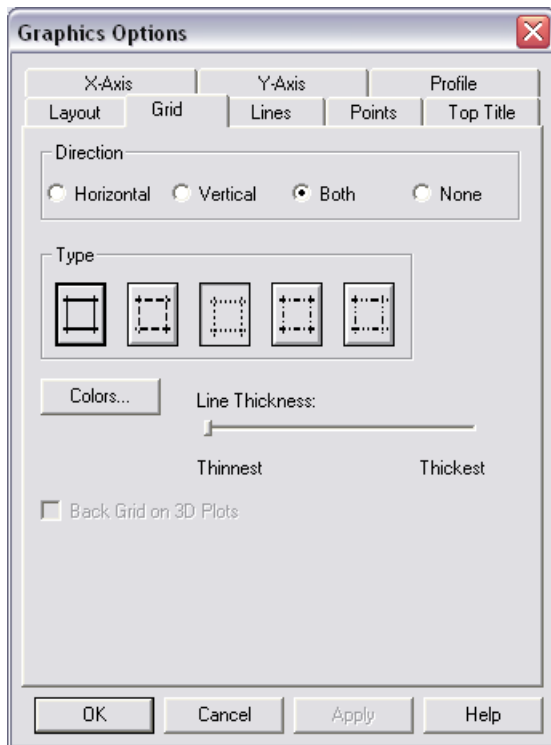 Graphics Options
X-Axis Y-Axis Profile
Layout Grid Lines Points Top Title
Direction
Horizontal Vertical Both None
Type
Colors... Line Thickness:
Thinnest Thickest
Back Grid on 3D Plots
OK Cancel Apply Help